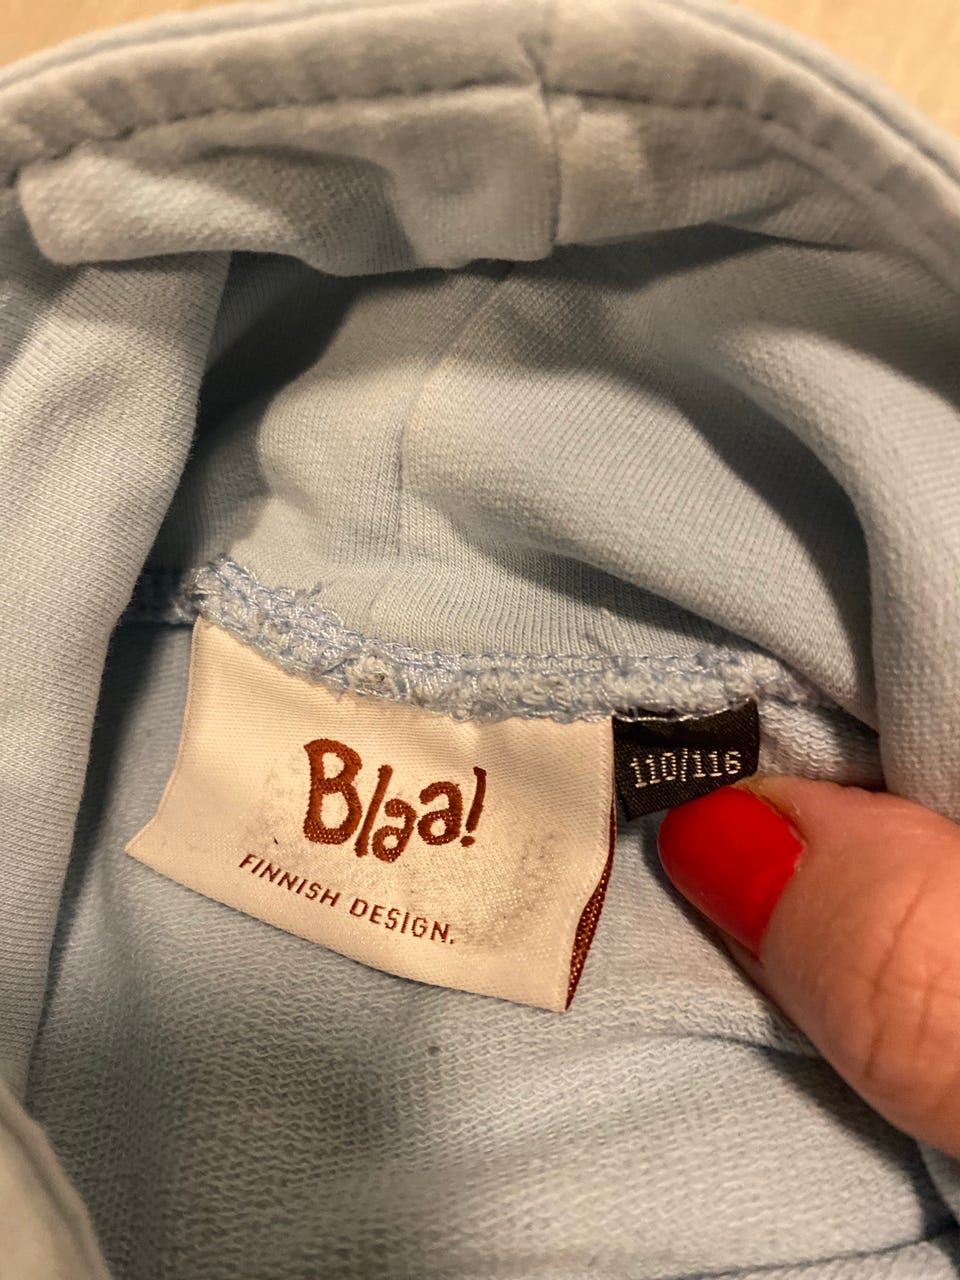 Blaa!
FINNISH DESIGN.
110/116